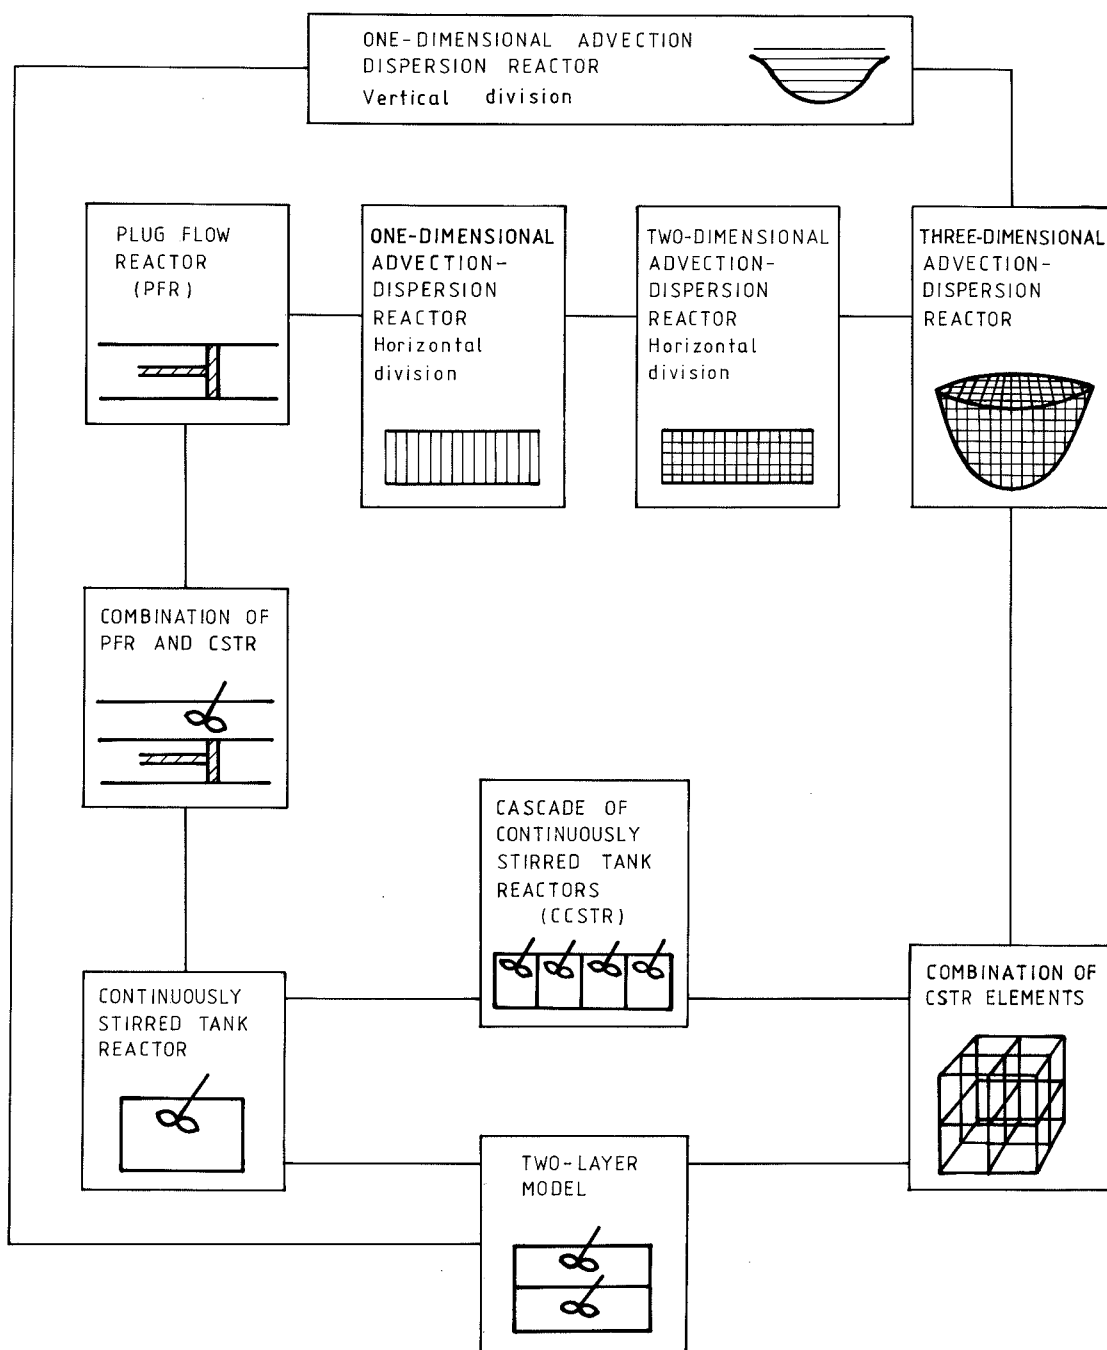 ONE-DIMENSIONAL ADVECTION
DISPERSION REACTOR
Vertical division
PLUG FLOW
REACTOR
(PFR)
ONE-DIMENSIONAL
ADVECTION-
DISPERSION
REACTOR
Horizontal
division
TWO-DIMENSIONAL
ADVECTION-
DISPERSION
REACTOR
Horizontal
division
THREE-DIMENSIONAL
ADVECTION-
DISPERSION
REACTOR
COMBINATION OF
PFR AND CSTR
CASCADE OF
CONTINUOUSLY
STIRRED TANK
REACTORS
(CCSTR)
CONTINUOUSLY
STIRRED TANK
REACTOR
COMBINATION OF
CSTR ELEMENTS
TWO-LAYER
MODEL